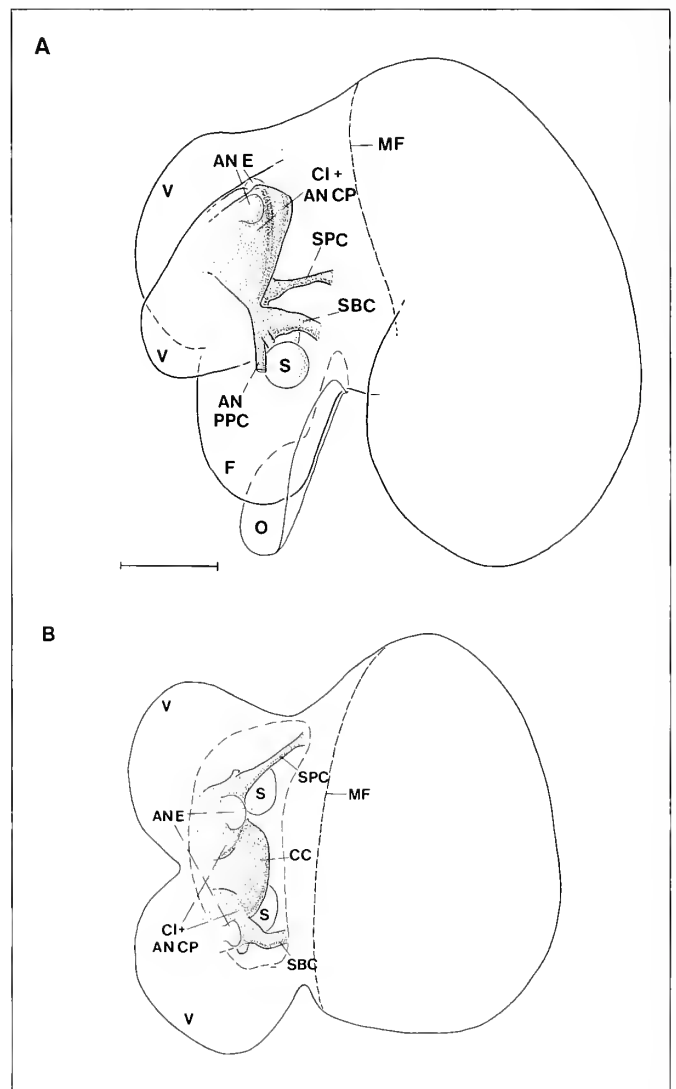 A
MF
AN E
CI +
AN CP
V
SPC
SBC
V
S
AN
PPC
F
O
B
V
SPC
S
MF
AN E
CC
S
CI+
AN CP
SBC
V